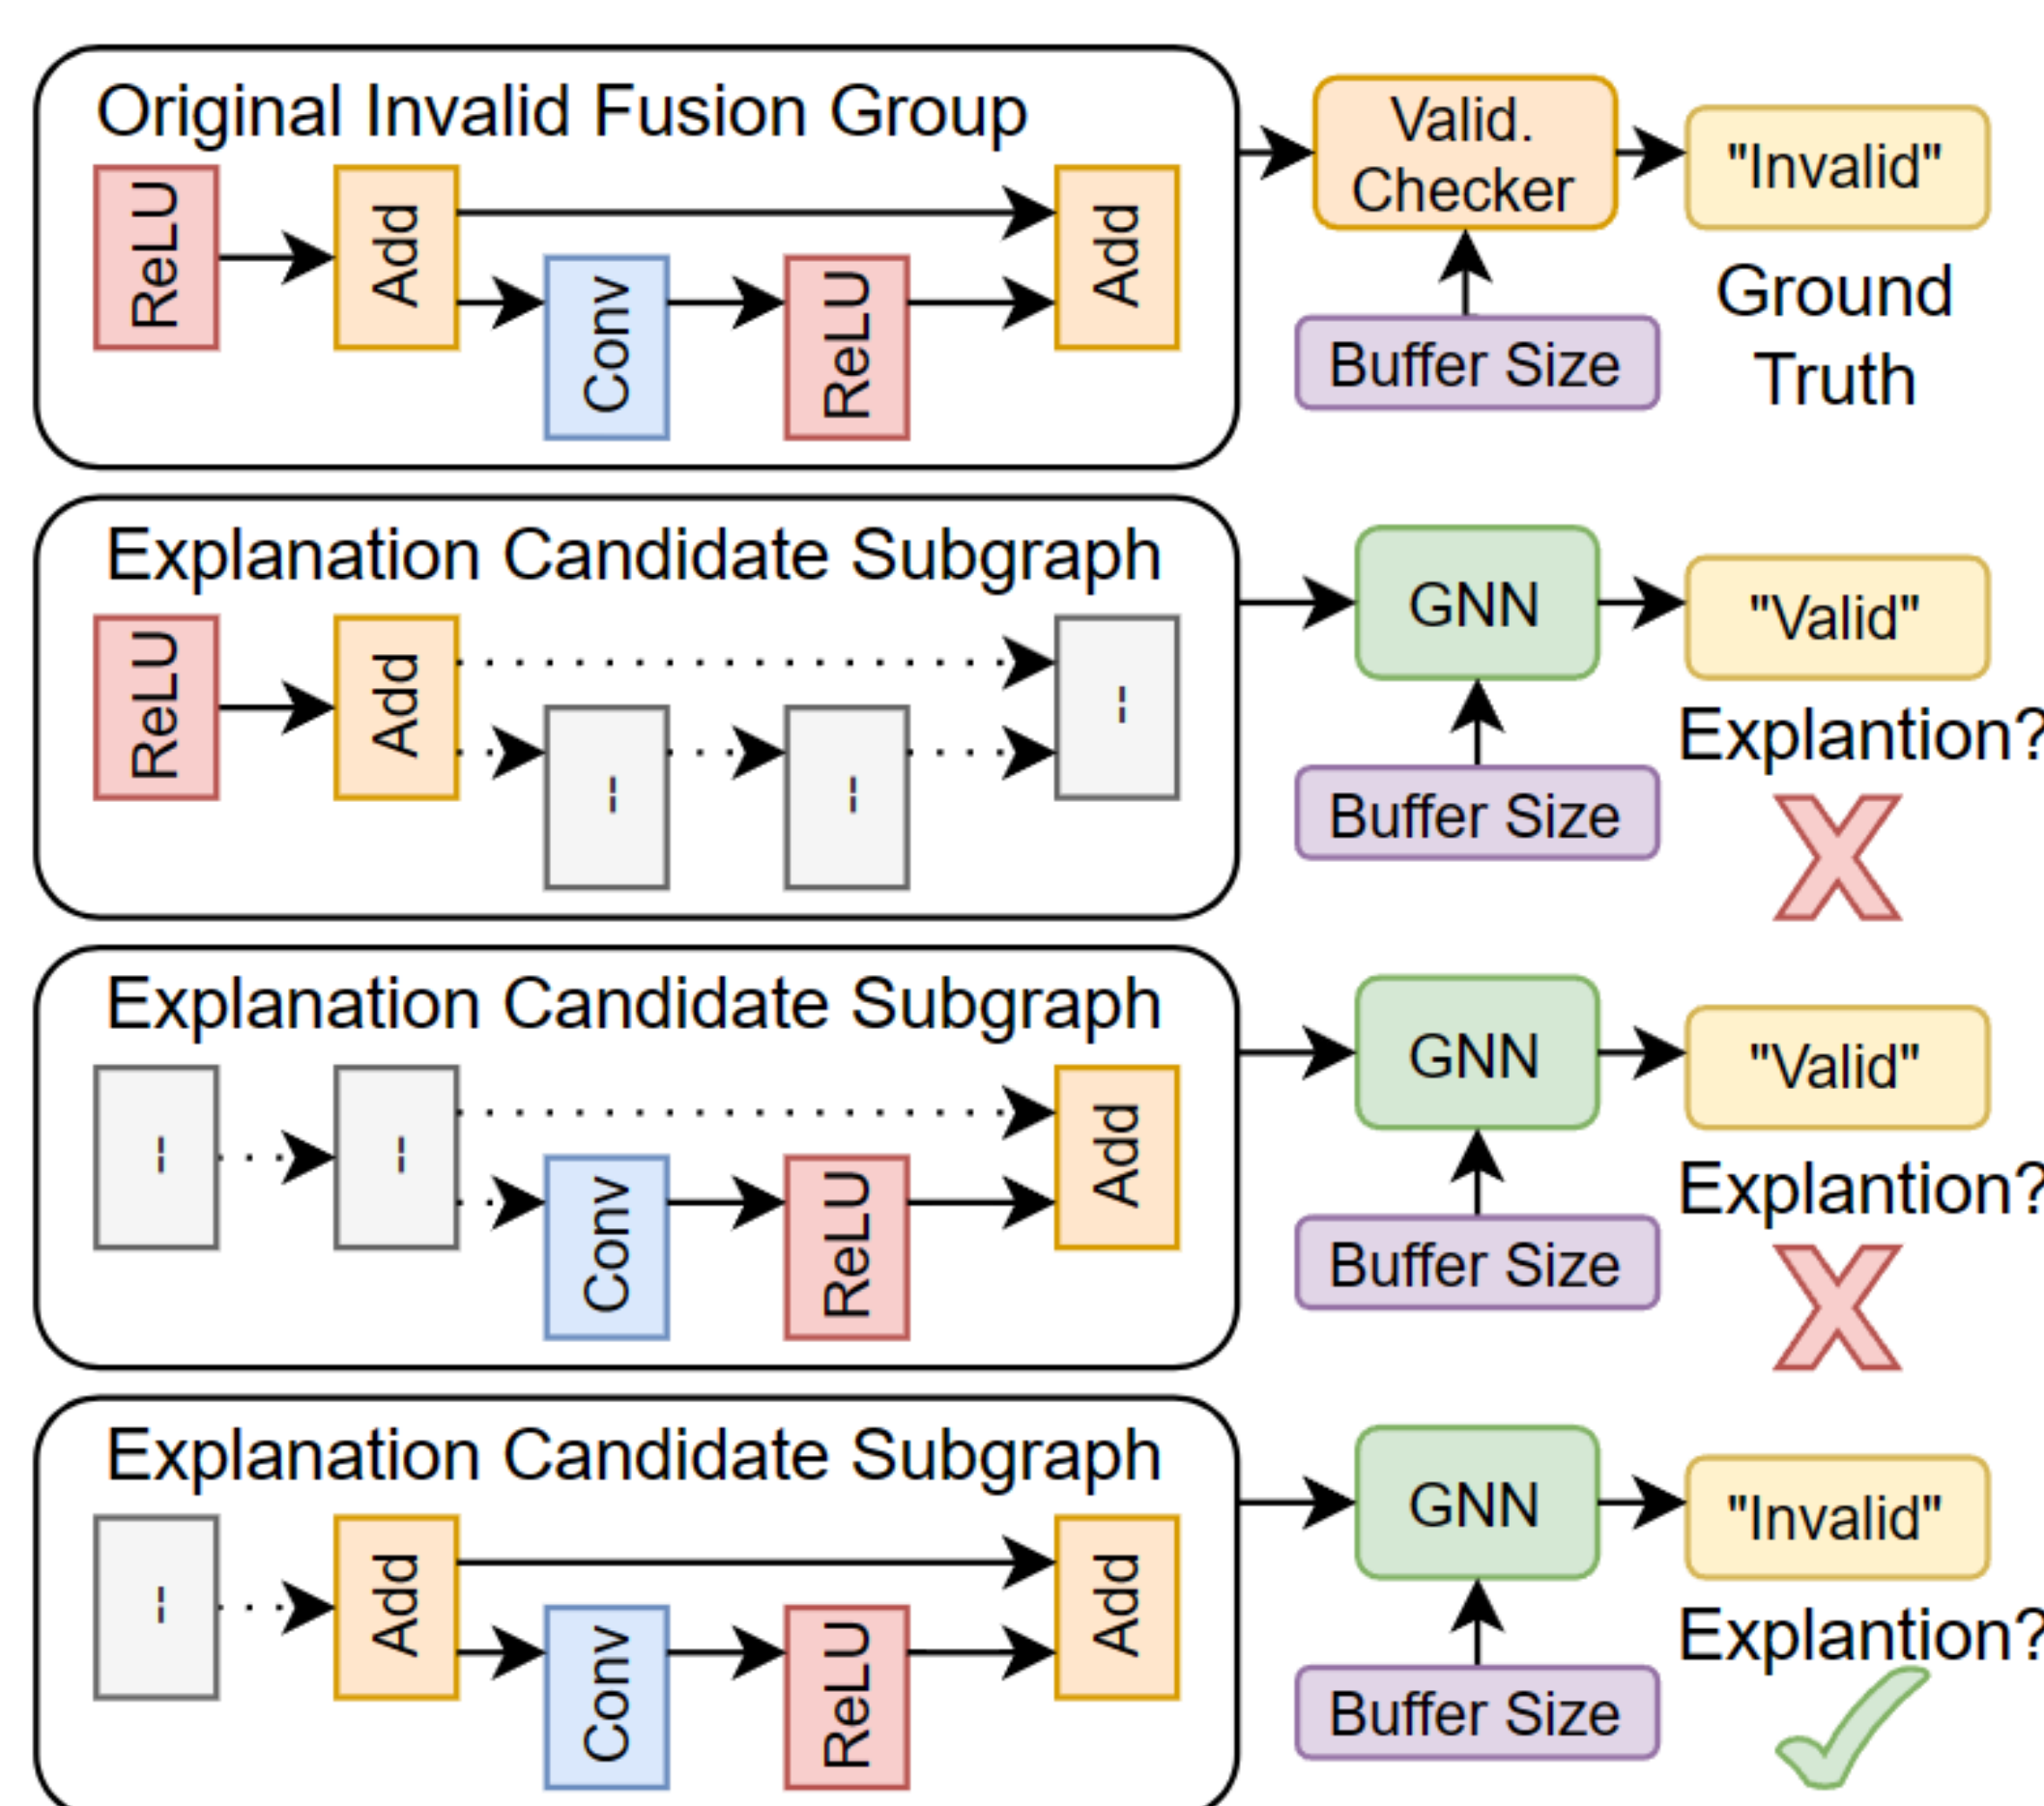 Original Invalid Fusion Group
ReLU
Add
Conv
ReLU
Add
Valid.
Checker
"Invalid"
Buffer Size
Ground
Truth
Explanation Candidate Subgraph
ReLU
Add
--
--
--
GNN
"Valid"
Buffer Size
Explantion?
X
Explanation Candidate Subgraph
--
--
Conv
ReLU
Add
GNN
"Valid"
Buffer Size
Explantion?
X
Explanation Candidate Subgraph
--
Add
Conv
ReLU
Add
GNN
"Invalid"
Buffer Size
Explantion?